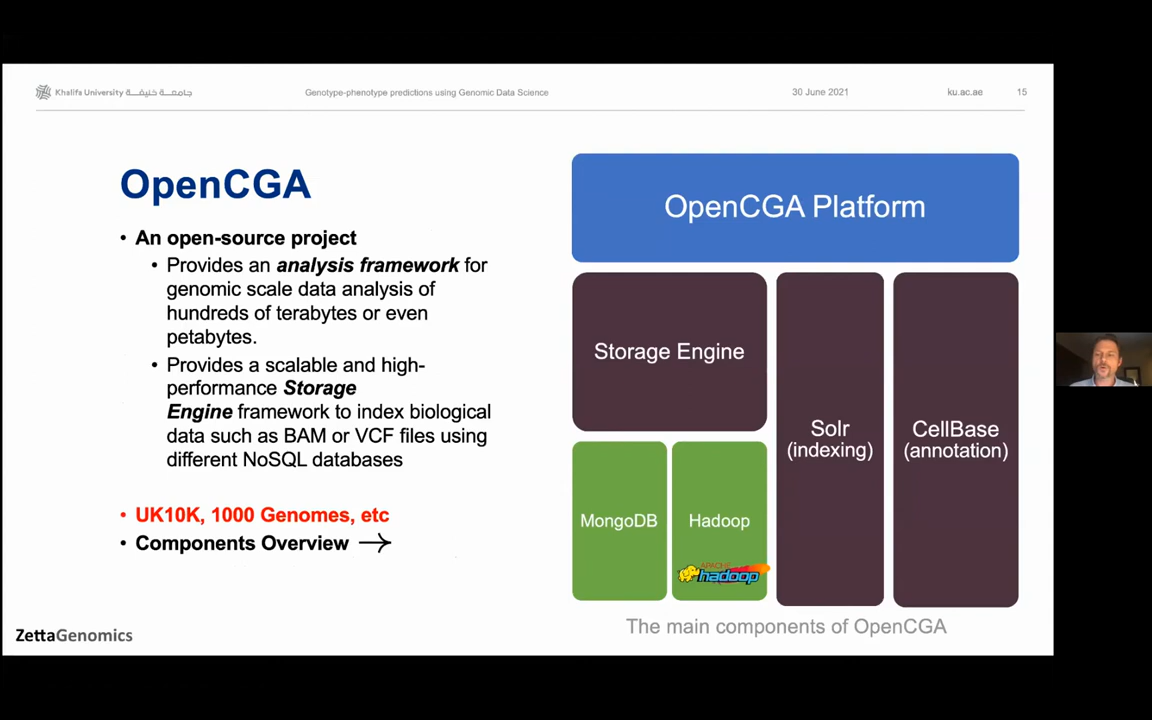 Khalifa University جامعــة خليفــة
Genotype-phenotype predictions using Genomic Data Science
30 June 2021
ku.ac.ae
15
OpenCGA
• An open-source project
• Provides an analysis framework for
genomic scale data analysis of
hundreds of terabytes or even
petabytes.
• Provides a scalable and high-
performance Storage
Engine framework to index biological
data such as BAM or VCF files using
different NoSQL databases
• UK10K, 1000 Genomes, etc
• Components Overview →
ZettaGenomics
OpenCGA Platform
Storage Engine
MongoDB
Hadoop
APACHE
hadoop
Solr
(indexing)
CellBase
(annotation)
The main components of OpenCGA